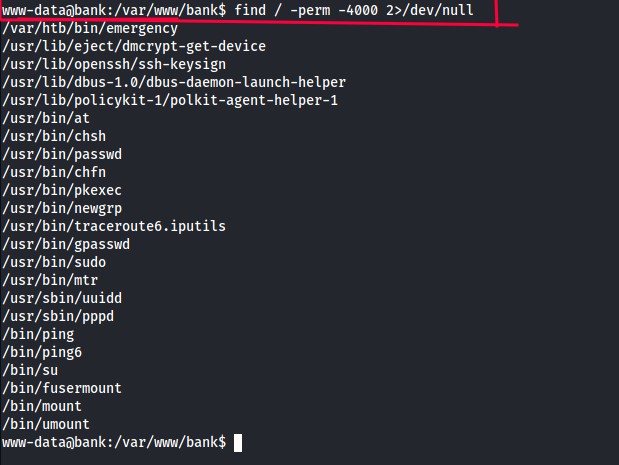 www-data@bank:/var/www/bank$ find / -perm -4000 2>/dev/null
/var/htb/bin/emergency
/usr/lib/eject/dmcrypt-get-device
/usr/lib/openssh/ssh-keysign
/usr/lib/dbus-1.0/dbus-daemon-launch-helper
/usr/lib/policykit-1/polkit-agent-helper-1
/usr/bin/at
/usr/bin/chsh
/usr/bin/passwd
/usr/bin/chfn
/usr/bin/pkexec
/usr/bin/newgrp
/usr/bin/traceroute6.iputils
/usr/bin/gpasswd
/usr/bin/sudo
/usr/bin/mtr
/usr/sbin/uuidd
/usr/sbin/pppd
/bin/ping
/bin/ping6
/bin/su
/bin/fusermount
/bin/mount
/bin/umount
www-data@bank:/var/www/bank$